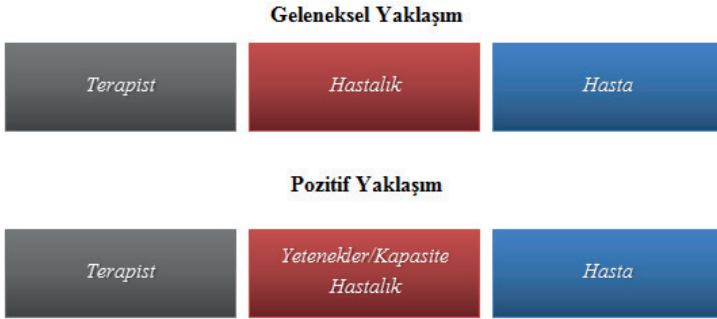 Geleneksel Yaklaşım
Terapist Hastalık Hasta
Pozitif Yaklaşım
Terapist Yetenekler/Kapasite Hasta
Hastalık